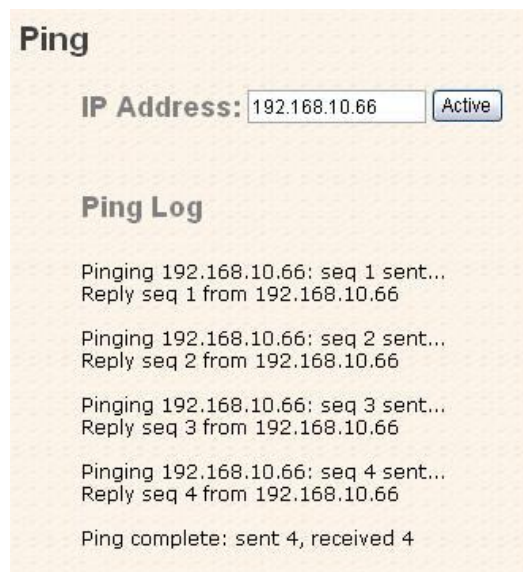 Ping
IP Address: 192.168.10.66 Active
Ping Log
Pinging 192.168.10.66: seq 1 sent...
Reply seq 1 from 192.168.10.66
Pinging 192.168.10.66: seq 2 sent...
Reply seq 2 from 192.168.10.66
Pinging 192.168.10.66: seq 3 sent...
Reply seq 3 from 192.168.10.66
Pinging 192.168.10.66: seq 4 sent...
Reply seq 4 from 192.168.10.66
Ping complete: sent 4, received 4